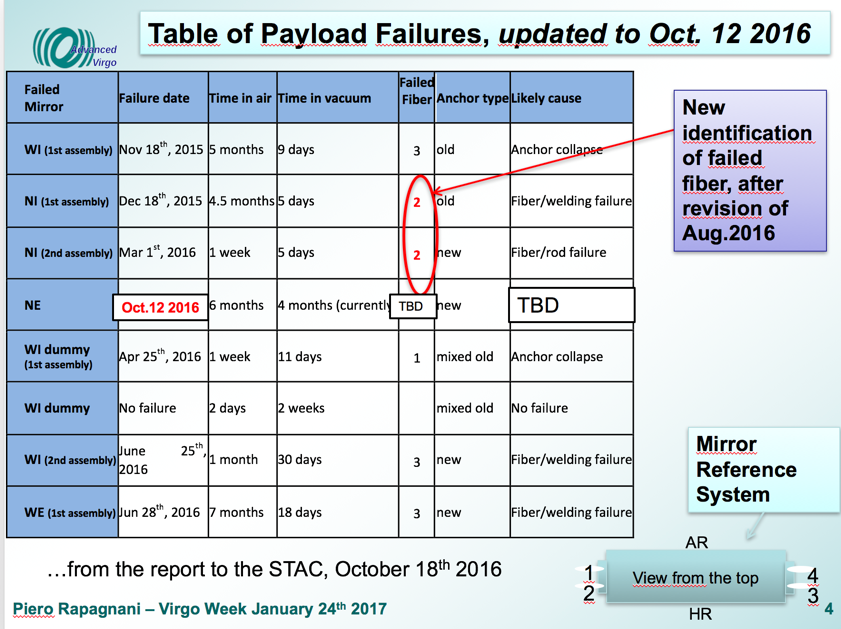 Advanced
Virgo
Table of Payload Failures, updated to Oct. 12 2016
Failed Mirror	Failure date	Time in air	Time in vacuum	Failed Fiber	Anchor type	Likely cause
WI (1st assembly)	Nov 18th, 2015	5 months	9 days	3	old	Anchor collapse
NI (1st assembly)	Dec 18th, 2015	4.5 months	5 days	2	old	Fiber/welding failure
NI (2nd assembly)	Mar 1st, 2016	1 week	5 days	2	new	Fiber/rod failure
NE	Oct.12 2016	6 months	4 months (currently	TBD	new	TBD
WI dummy (1st assembly)	Apr 25th, 2016	1 week	11 days	1	mixed old	Anchor collapse
WI dummy	No failure	2 days	2 weeks		mixed old	No failure
WI (2nd assembly)	June 25th, 2016	1 month	30 days	3	new	Fiber/welding failure
WE (1st assembly)	Jun 28th, 2016	7 months	18 days	3	new	Fiber/welding failure
New
identification
of failed
fiber, after
revision of
Aug.2016
Mirror
Reference
System
AR
1
2
View from the top
4
3
HR
…from the report to the STAC, October 18th 2016
Piero Rapagnani – Virgo Week January 24th 2017
4